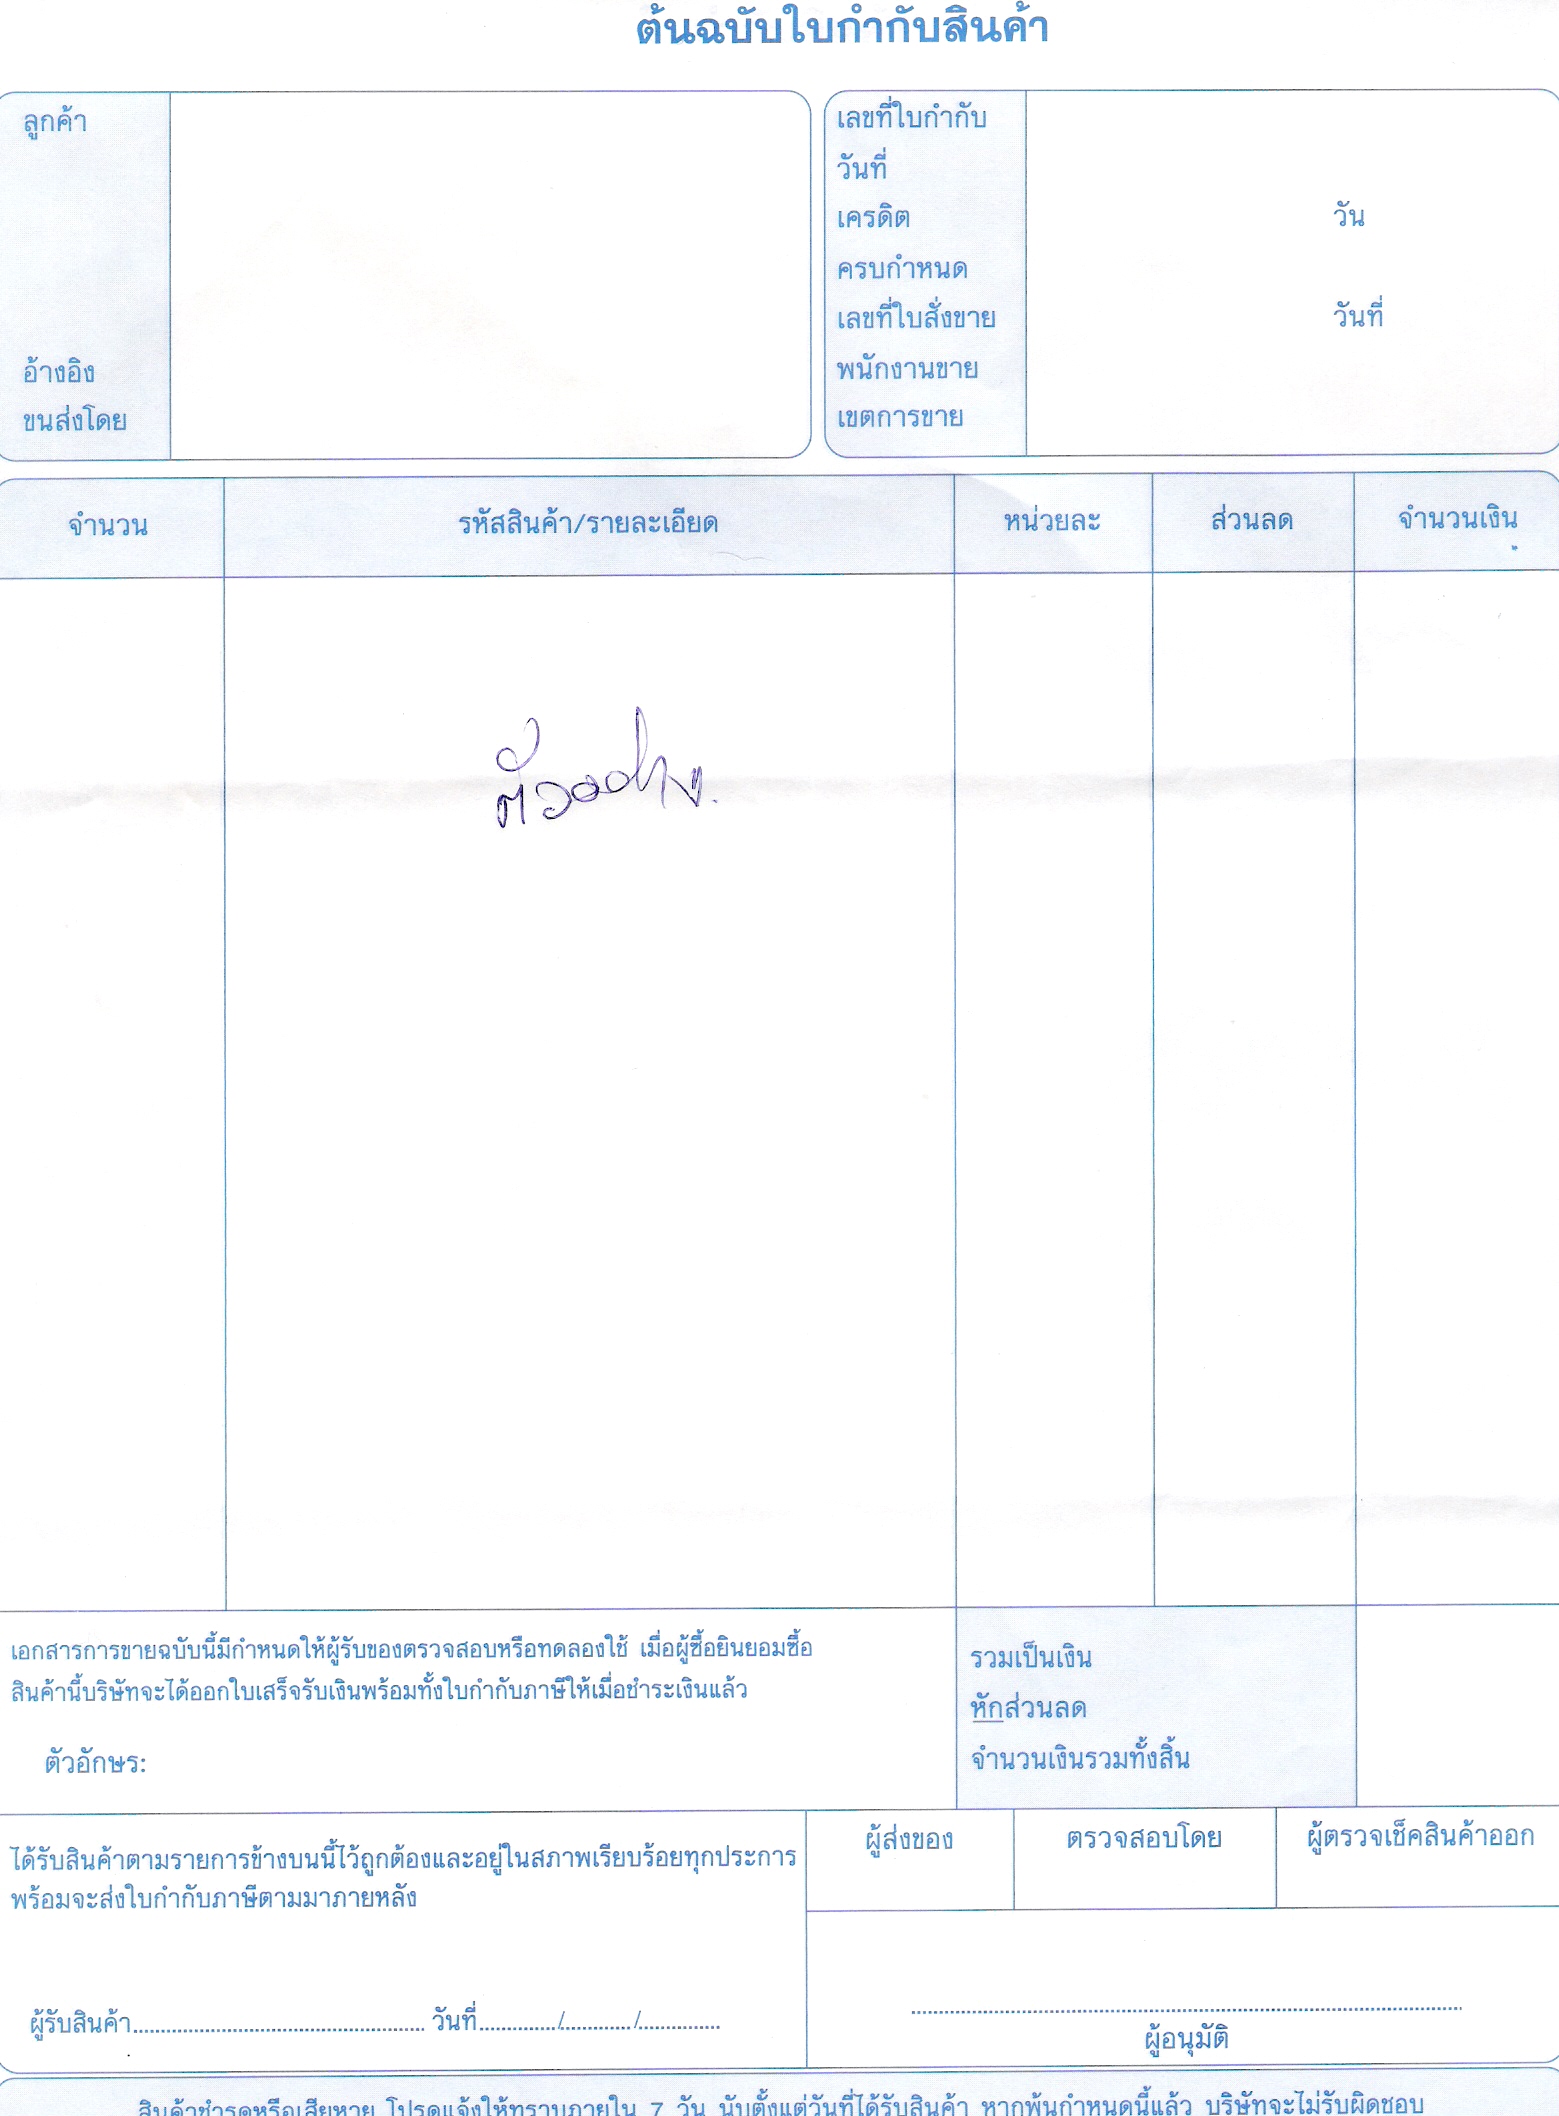 ต้นฉบับใบกำกับสินค้า
ลูกค้า
อ้างอิง
ขนส่งโดย
เลขที่ใบกำกับ
วันที่
เครดิต วัน
ครบกำหนด
เลขที่ใบสั่งขาย วันที่
พนักงานขาย
เขตการขาย
จำนวน รหัสสินค้า/รายละเอียด หน่วยละ ส่วนลด จำนวนเงิน
ตัวอย่าง
เอกสารการขายฉบับนี้มีกำหนดให้ผู้รับของตรวจสอบหรือทดลองใช้ เมื่อผู้ซื้อยินยอมซื้อ
สินค้านี้บริษัทจะได้ออกใบเสร็จรับเงินพร้อมทั้งใบกำกับภาษีให้เมื่อชำระเงินแล้ว
ตัวอักษร:
รวมเป็นเงิน
หักส่วนลด
จำนวนเงินรวมทั้งสิ้น
ได้รับสินค้าตามรายการข้างบนนี้ไว้ถูกต้องและอยู่ในสภาพเรียบร้อยทุกประการ
พร้อมจะส่งใบกำกับภาษีตามมาภายหลัง
ผู้รับสินค้า.................... วันที่........../........../..........
ผู้ส่งของ ตรวจสอบโดย ผู้ตรวจเช็คสินค้าออก
ผู้อนุมัติ
สินค้าชำรุดหรือเสียหาย โปรดแจ้งให้ทราบภายใน 7 วัน นับตั้งแต่วันที่ได้รับสินค้า หากพ้นกำหนดนี้แล้ว บริษัทจะไม่รับผิดชอบ